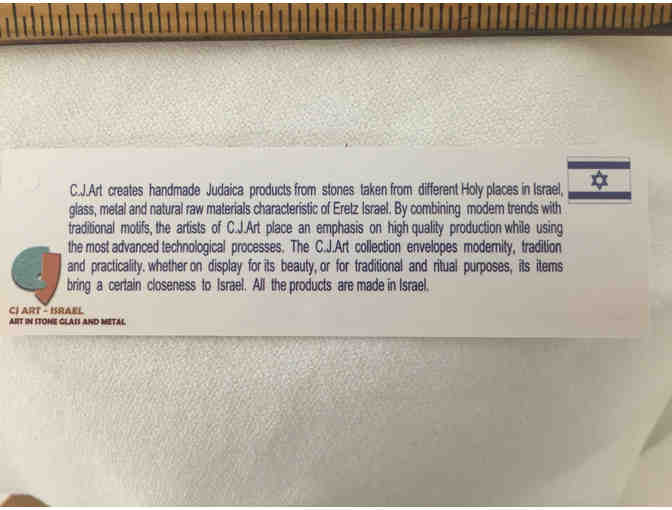 C.J.Art creates handmade Judaica products from stones taken from different Holy places in Israel,
glass, metal and natural raw materials characteristic of Eretz Israel. By combining modern trends with
traditional motifs, the artists of C.J.Art place an emphasis on high quality production while using
the most advanced technological processes. The C.J.Art collection envelopes modernity, tradition
and practicality. whether on display for its beauty, or for traditional and ritual purposes, its items
bring a certain closeness to Israel. All the products are made in Israel.
CJ ART - ISRAEL
ART IN STONE GLASS AND METAL